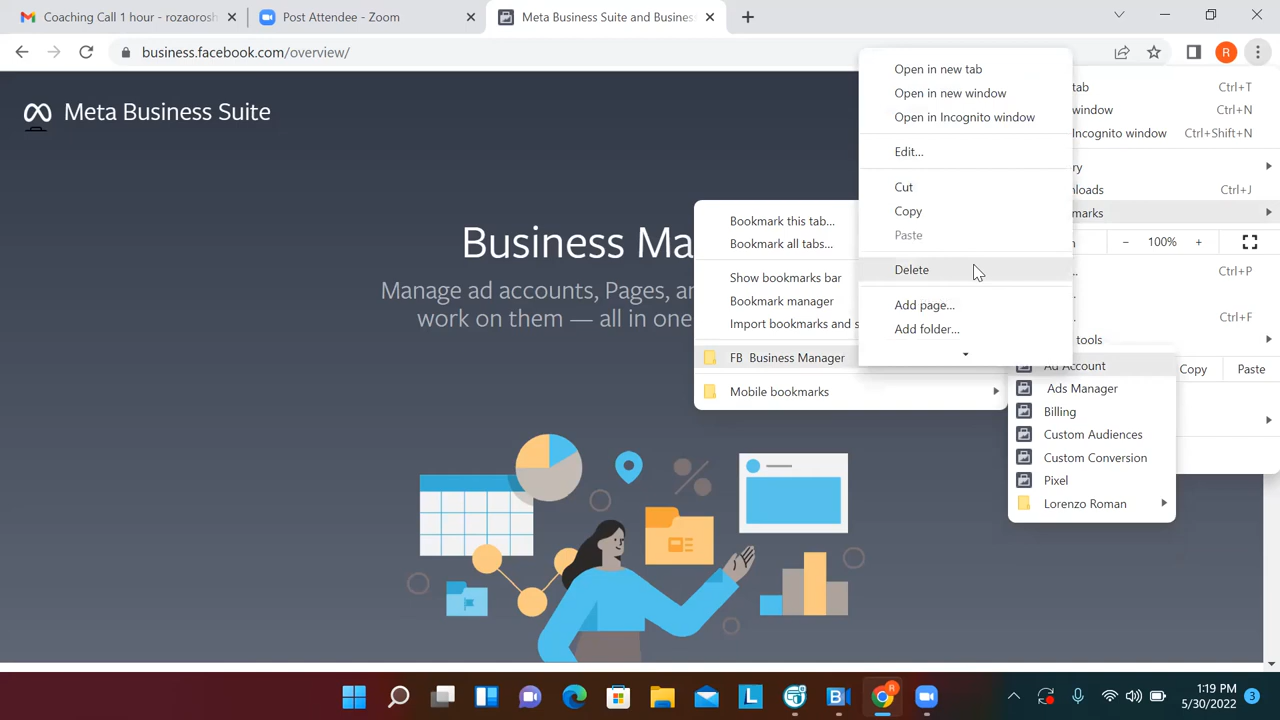 Coaching Call 1 hour - rozaorosh
Post Attendee - Zoom
Meta Business Suite and Busines
business.facebook.com/overview/
R
Meta Business Suite
Business Ma
Manage ad accounts, Pages, an
work on them — all in one
Open in new tab
Open in new window
Open in Incognito window
Edit...
Cut
Copy
Paste
Delete
Add page...
Add folder...
Bookmark this tab...
Bookmark all tabs...
Show bookmarks bar
Bookmark manager
Import bookmarks and s
FB Business Manager
Mobile bookmarks
tab Ctrl+T
window Ctrl+N
Incognito window Ctrl+Shift+N
ry
nloads Ctrl+J
marks
100%
Ctrl+P
Ctrl+F
tools
Copy Paste
Ad Account
Ads Manager
Billing
Custom Audiences
Custom Conversion
Pixel
Lorenzo Roman
1:19 PM
5/30/2022
3